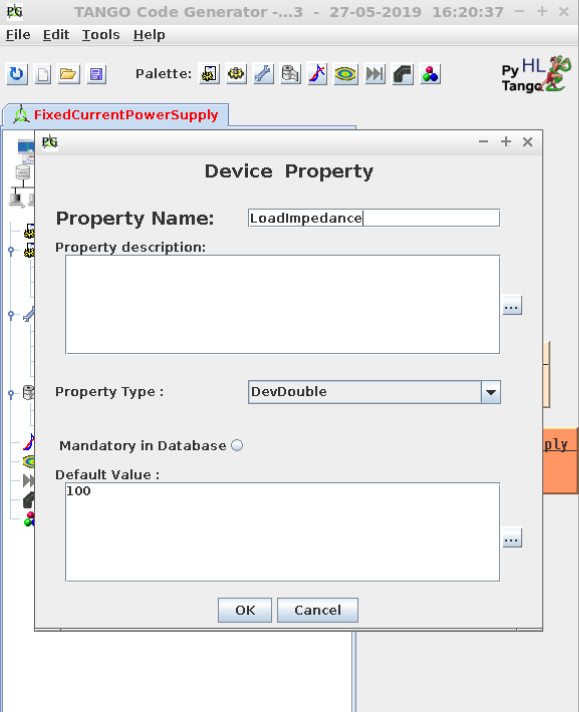 PG TANGO Code Generator -...3 - 27-05-2019 16:20:37
File Edit Tools Help
Palette:
Py HL
Tango
FixedCurrentPowerSupply
PG
Device Property
Property Name: LoadImpedance
Property description:
...
Property Type : DevDouble
ply
Mandatory in Database
Default Value :
100
...
OK Cancel